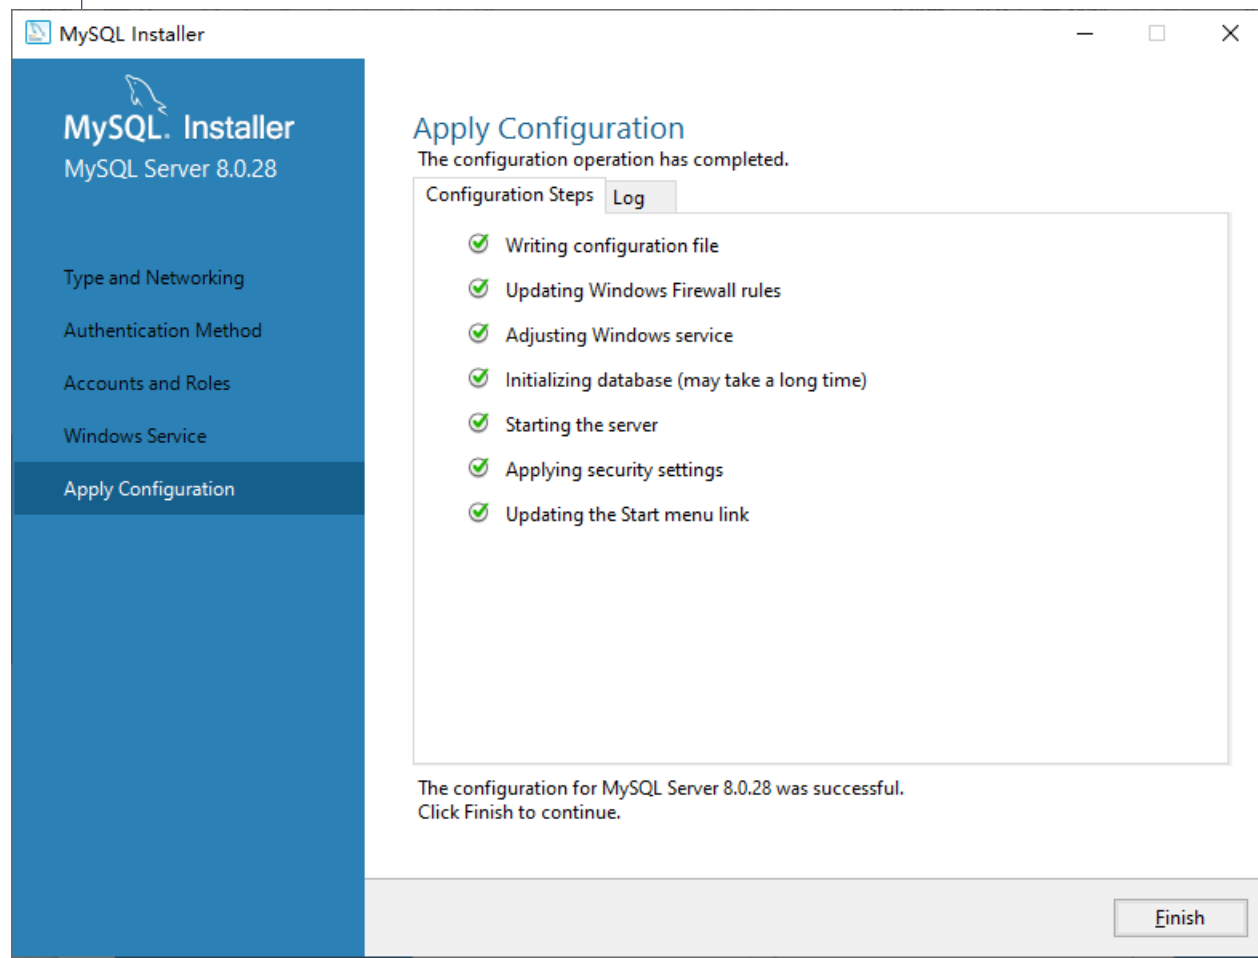 MySQL Installer
MySQL. Installer
MySQL Server 8.0.28
Type and Networking
Authentication Method
Accounts and Roles
Windows Service
Apply Configuration
Apply Configuration
The configuration operation has completed.
Configuration Steps
Log
Writing configuration file
Updating Windows Firewall rules
Adjusting Windows service
Initializing database (may take a long time)
Starting the server
Applying security settings
Updating the Start menu link
The configuration for MySQL Server 8.0.28 was successful.
Click Finish to continue.
Finish